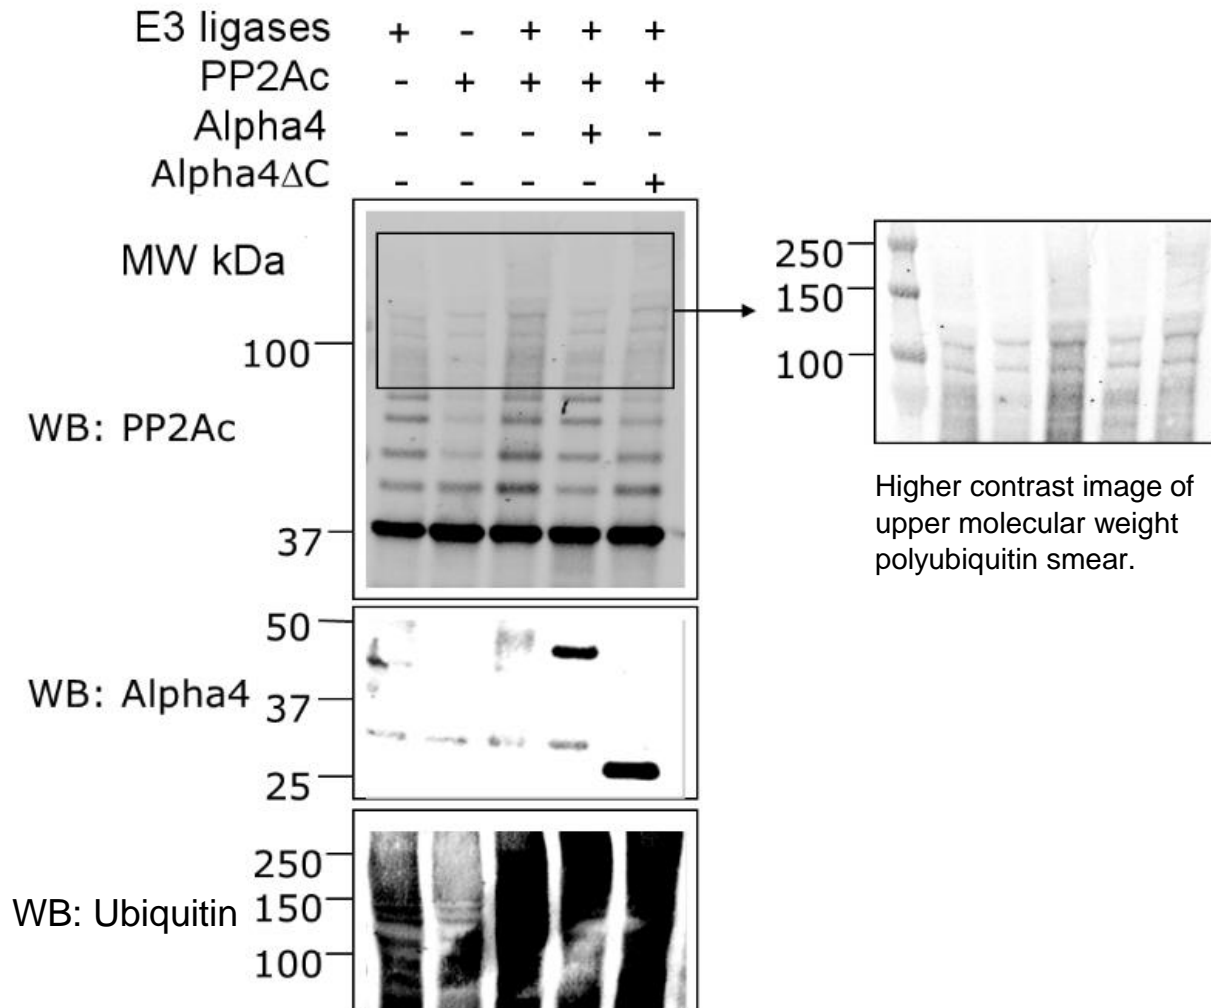 E3 ligases + - + + +
PP2Ac - + + + +
Alpha4 - - - + -
Alpha4ΔC - - - - +
MW kDa
100
WB: PP2Ac
37
250
150
100
Higher contrast image of
upper molecular weight
polyubiquitin smear.
50
WB: Alpha4 37
25
250
WB: Ubiquitin 150
100